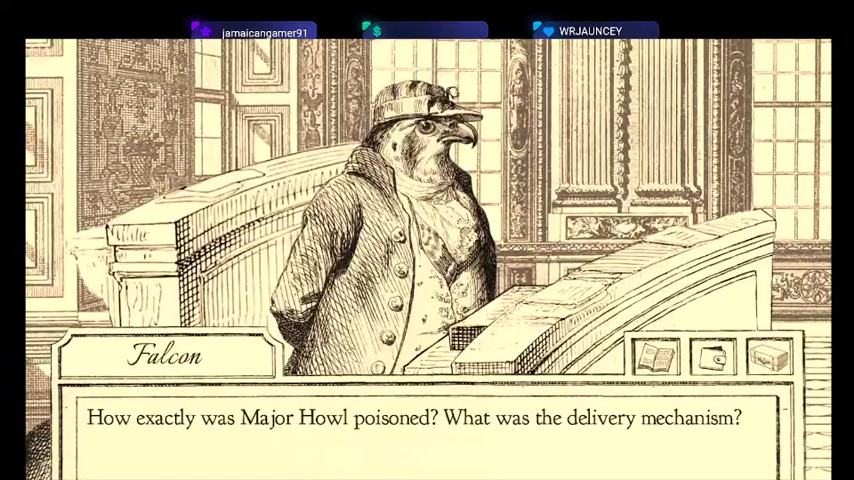 jamaicangamer91
$
WRJAUNCEY
Falcon
How exactly was Major Howl poisoned? What was the delivery mechanism?